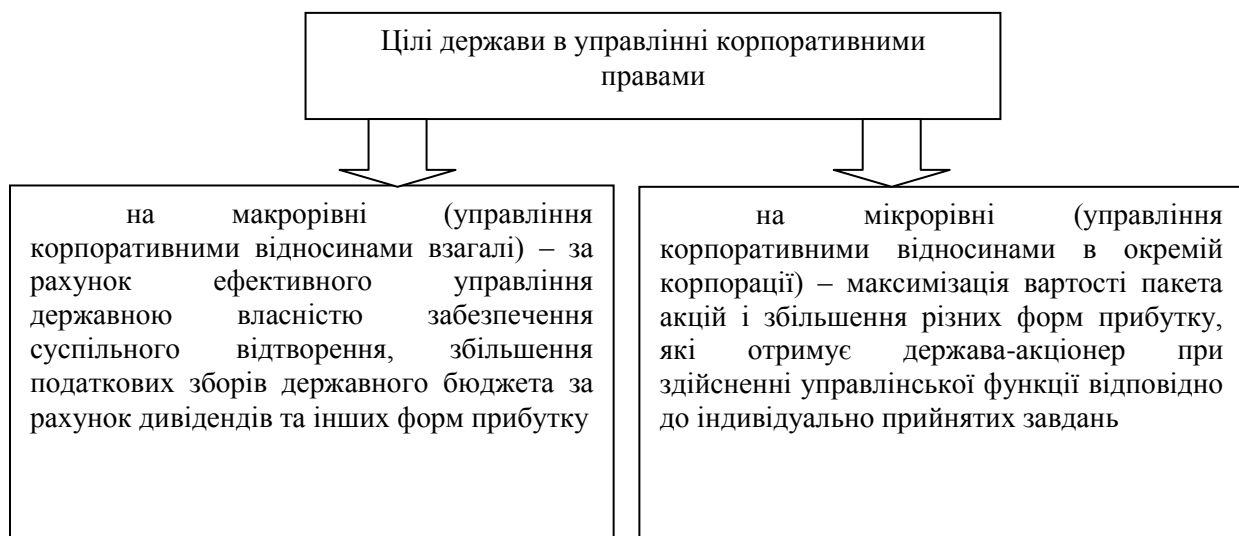 Цілі держави в управлінні корпоративними
правами
на макрорівні (управління
корпоративними відносинами взагалі) – за
рахунок ефективного управління
державною власністю забезпечення
суспільного відтворення, збільшення
податкових зборів державного бюджета за
рахунок дивідендів та інших форм прибутку
на мікрорівні (управління
корпоративними відносинами в окремій
корпорації) – максимізація вартості пакета
акцій і збільшення різних форм прибутку,
які отримує держава-акціонер при
здійсненні управлінської функції відповідно
до індивідуально прийнятих завдань